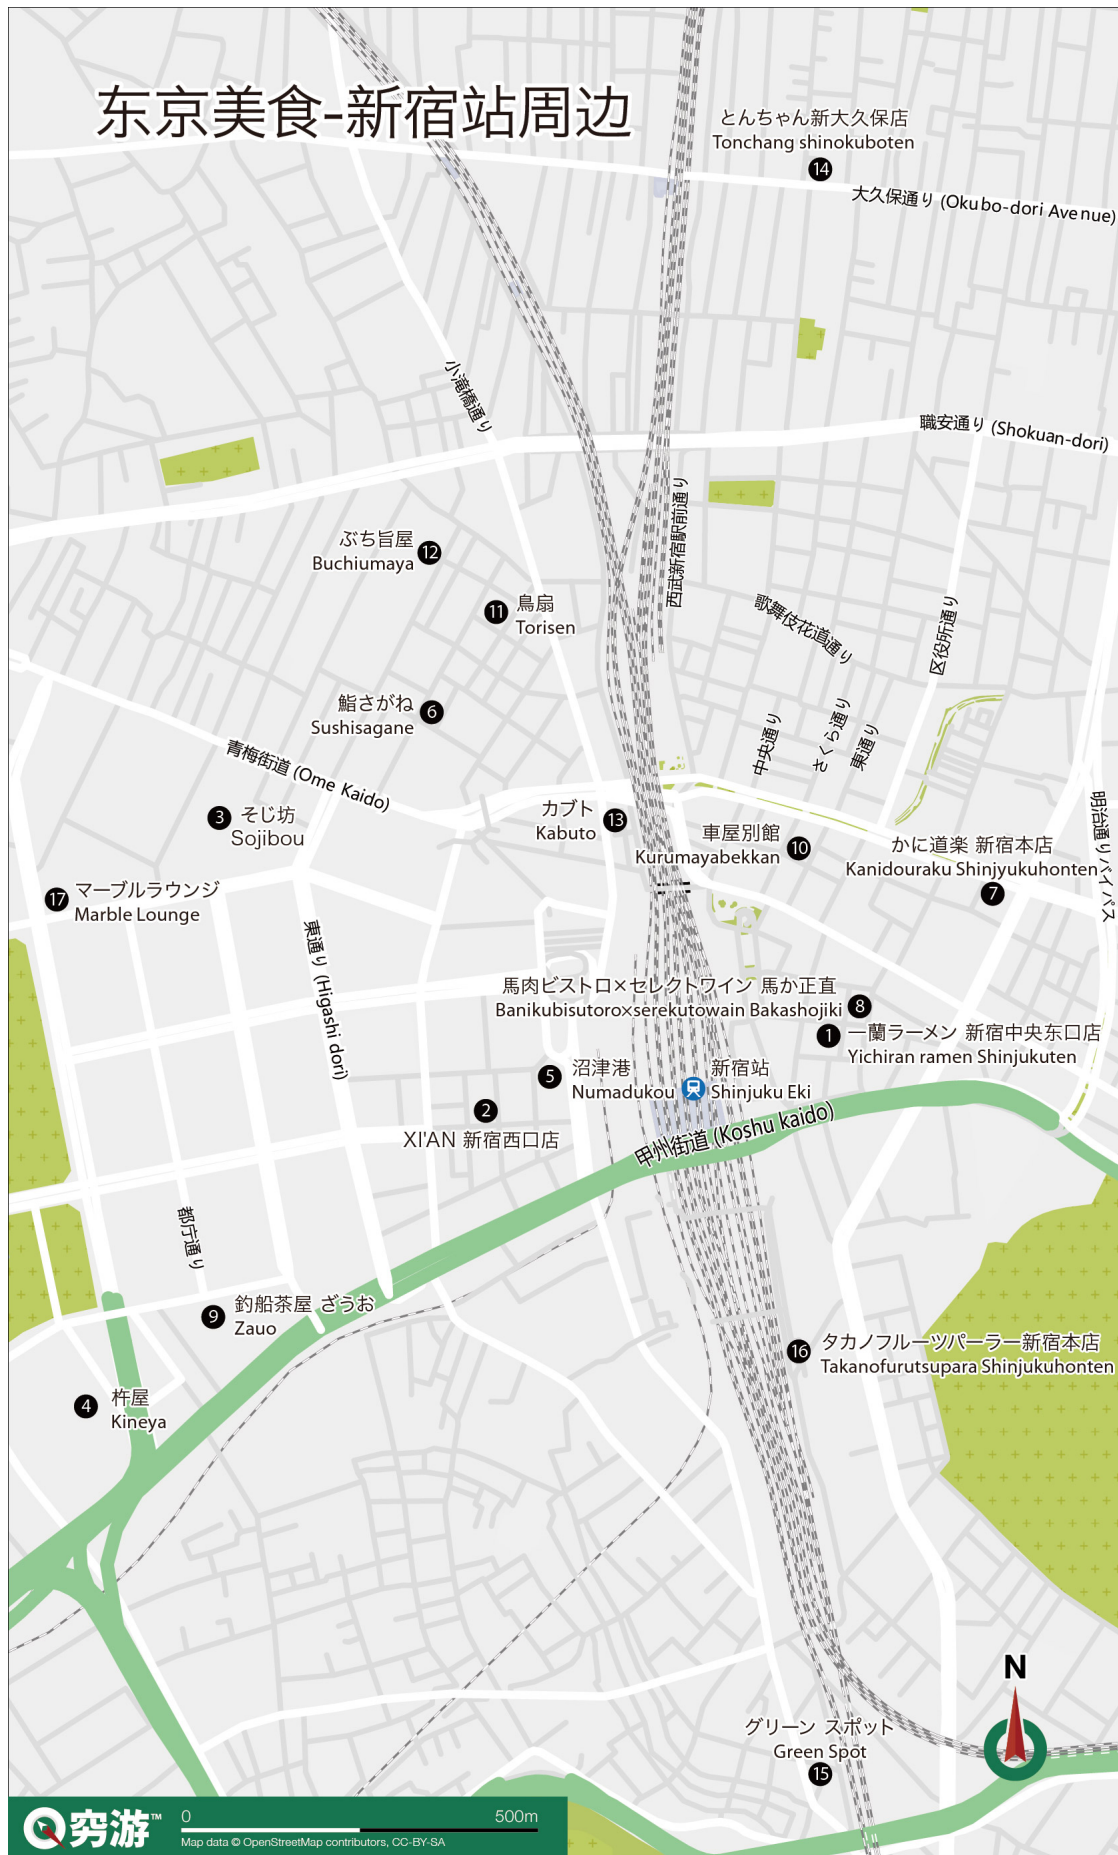 东京美食-新宿站周边
とんちゃん新大久保店
Tonchang shinokuboten
14
大久保通り (Okubo-dori Avenue)
小滝橋通り
職安通り (Shokuan-dori)
西武新宿駅前通り
ぶち旨屋
Buchiumaya
12
11
鳥扇
Torisen
歌舞伎花道通り
区役所通り
鮨さがね
Sushisagane
6
中央通り
さくら通り
東通り
青梅街道 (Ome Kaido)
3
そじ坊
Sojibou
カブト
Kabuto
13
車屋別館
Kurumayabekkan
10
明治通りバイパス
かに道楽 新宿本店
Kanidouraku Shinjyukuhonten
7
17
マーブルラウンジ
Marble Lounge
東通り (Higashi dori)
馬肉ビストロ×セレクトワイン 馬か正直
Banikubisutoro×serekutowain Bakashojiki
8
1
一蘭ラーメン 新宿中央东口店
Yichiran ramen Shinjukuten
5
沼津港
Numadukou
新宿站
Shinjuku Eki
2
XI'AN 新宿西口店
甲州街道 (Koshu kaido)
都庁通り
9
釣船茶屋 ざうお
Zauo
16
タカノフルーツパーラー新宿本店
Takanofurutsupara Shinjukuhonten
4
杵屋
Kineya
N
グリーン スポット
Green Spot
15
穷游™
0
500m
Map data © OpenStreetMap contributors, CC-BY-SA